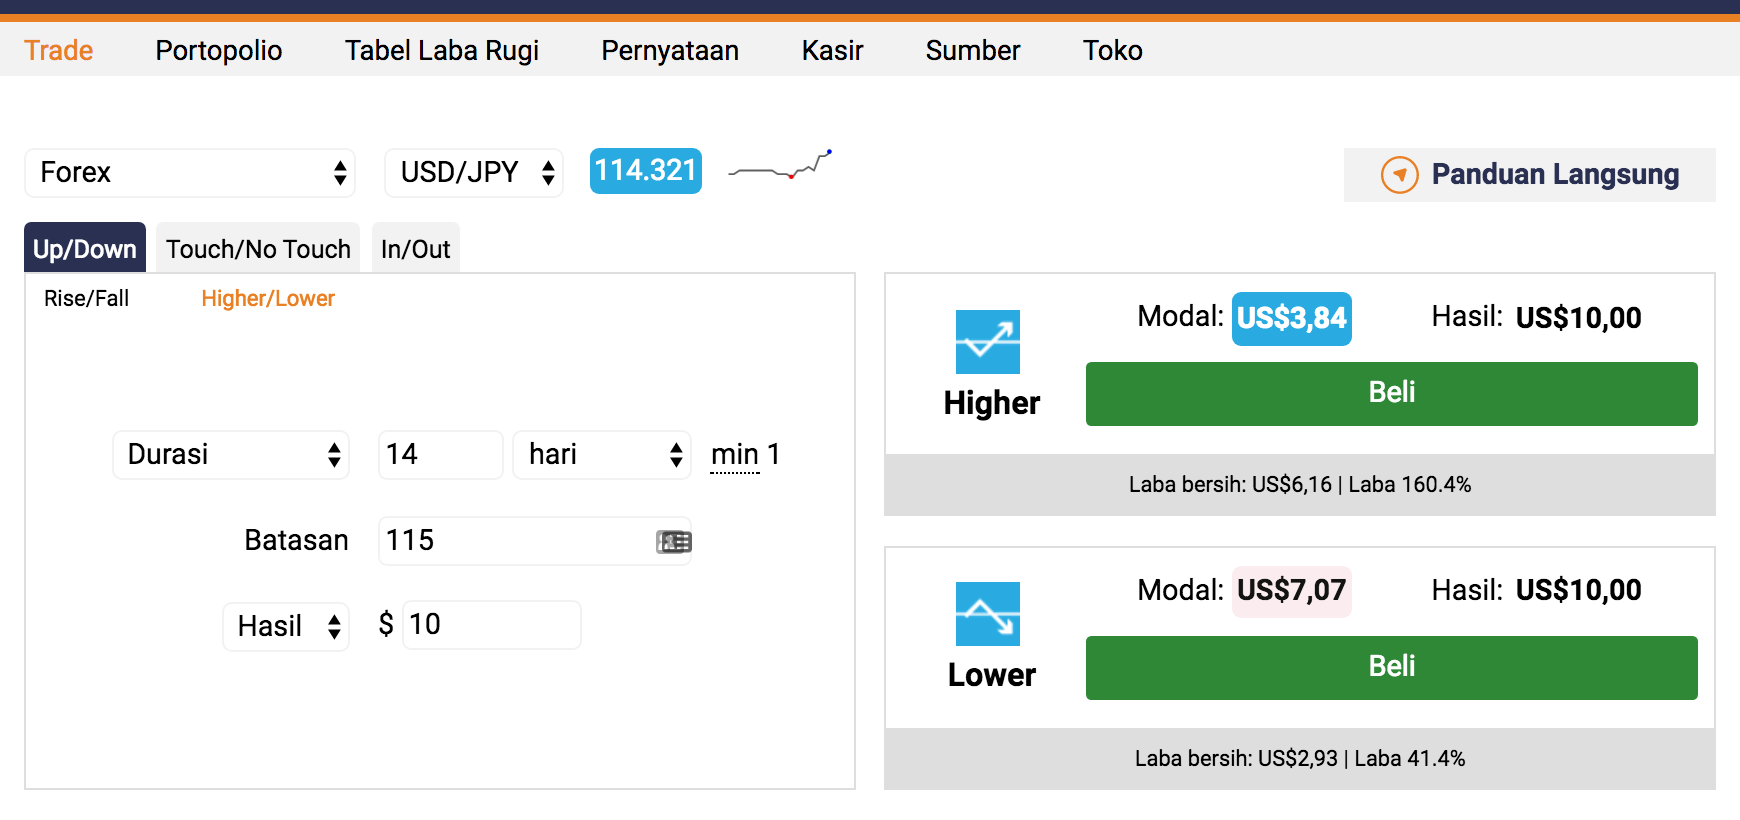 Trade Portopolio Tabel Laba Rugi Pernyataan Kasir Sumber Toko
Forex USD/JPY 114.321
Panduan Langsung
Up/Down Touch/No Touch In/Out
Rise/Fall Higher/Lower
Durasi 14 hari min 1
Batasan 115
Hasil $ 10
Higher
Modal: US$3,84 Hasil: US$10,00
Beli
Laba bersih: US$6,16 | Laba 160.4%
Lower
Modal: US$7,07 Hasil: US$10,00
Beli
Laba bersih: US$2,93 | Laba 41.4%